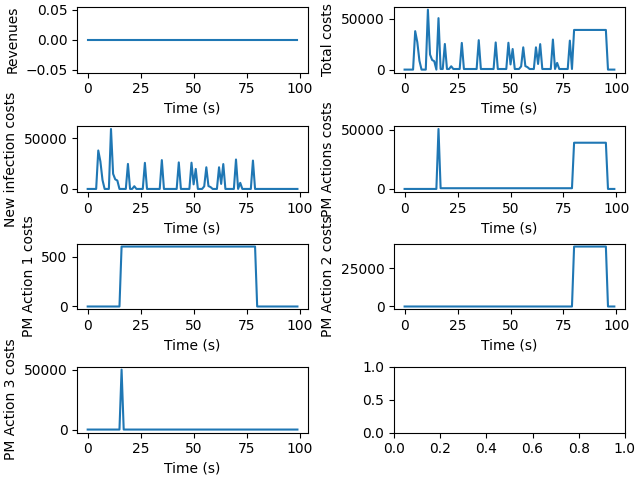 Revenues
0.05
0.00
−0.05
0 25 50 75 100
Time (s)
Total costs
50000
0
0 25 50 75 100
Time (s)
New infection costs
50000
0
0 25 50 75 100
Time (s)
PM Actions costs
50000
0
0 25 50 75 100
Time (s)
PM Action 1 costs
500
0
0 25 50 75 100
Time (s)
PM Action 2 costs
25000
0
0 25 50 75 100
Time (s)
PM Action 3 costs
50000
0
0 25 50 75 100
Time (s)
1.0
0.5
0.0
0.0 0.2 0.4 0.6 0.8 1.0